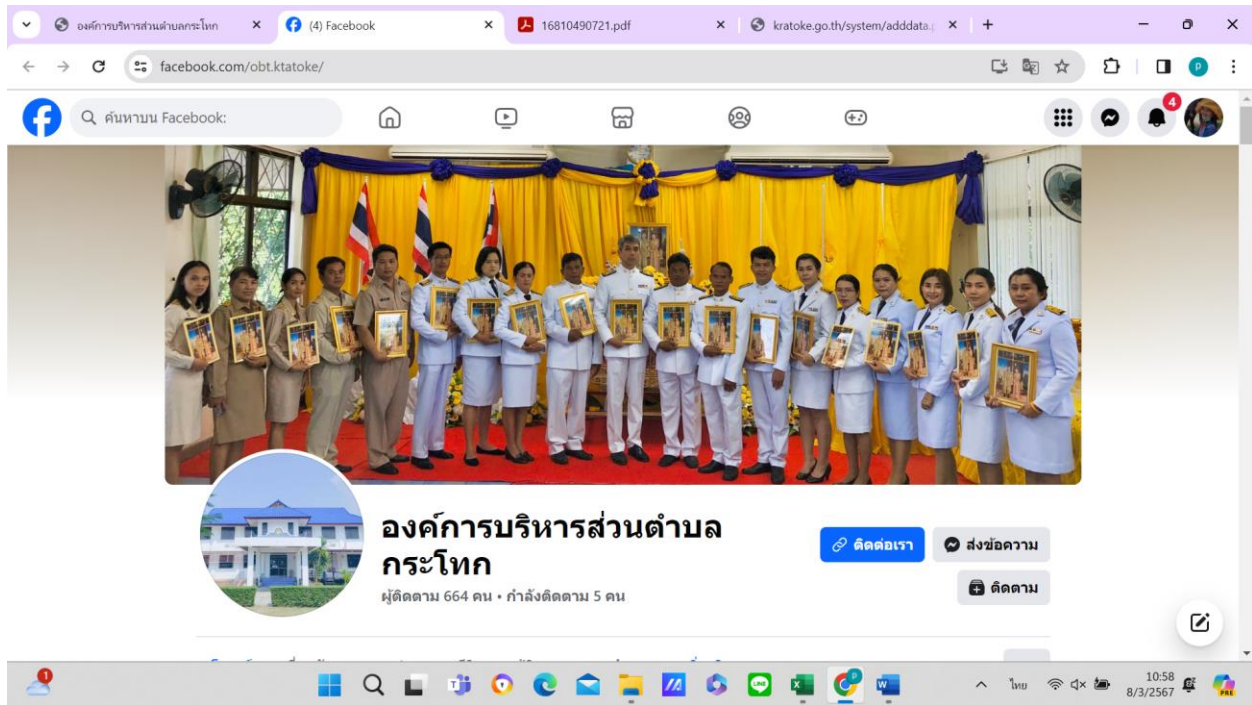 องค์การบริหารส่วนตำบลกระโทก
(4) Facebook
16810490721.pdf
kratoke.go.th/system/adddata.p
facebook.com/obt.ktatoke/
P
ค้นหาบน Facebook:
4
องค์การบริหารส่วนตำบล
กระโทก
ผู้ติดตาม 664 คน • กำลังติดตาม 5 คน
ติดต่อเรา
ส่งข้อความ
ติดตาม
1
ไทย
10:58
8/3/2567
PRE